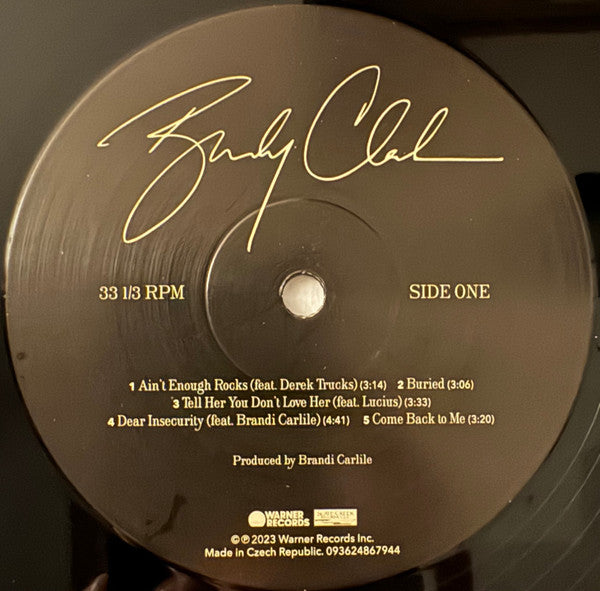 Brandy Clark
33 1/3 RPM SIDE ONE
1 Ain't Enough Rocks (feat. Derek Trucks) (3:14) 2 Buried (3:06)
3 Tell Her You Don't Love Her (feat. Lucius) (3:33)
4 Dear Insecurity (feat. Brandi Carlile) (4:41) 5 Come Back to Me (3:20)
Produced by Brandi Carlile
WARNER
RECORDS
©℗ 2023 Warner Records Inc.
Made in Czech Republic. 093624867944